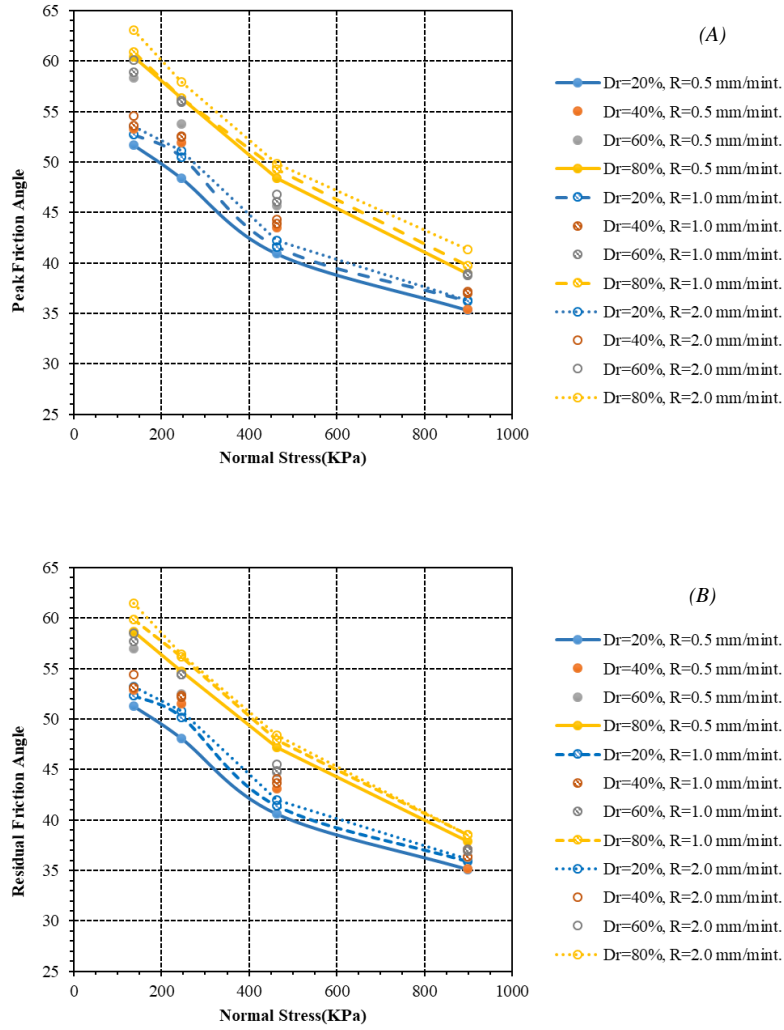 (A)
65
60
55
50
45
40
35
30
25
Peak Friction Angle
0 200 400 600 800 1000
Normal Stress(KPa)
Dr=20%, R=0.5 mm/mint.
Dr=40%, R=0.5 mm/mint.
Dr=60%, R=0.5 mm/mint.
Dr=80%, R=0.5 mm/mint.
Dr=20%, R=1.0 mm/mint.
Dr=40%, R=1.0 mm/mint.
Dr=60%, R=1.0 mm/mint.
Dr=80%, R=1.0 mm/mint.
Dr=20%, R=2.0 mm/mint.
Dr=40%, R=2.0 mm/mint.
Dr=60%, R=2.0 mm/mint.
Dr=80%, R=2.0 mm/mint.
(B)
65
60
55
50
45
40
35
30
25
Residual Friction Angle
0 200 400 600 800 1000
Normal Stress(KPa)
Dr=20%, R=0.5 mm/mint.
Dr=40%, R=0.5 mm/mint.
Dr=60%, R=0.5 mm/mint.
Dr=80%, R=0.5 mm/mint.
Dr=20%, R=1.0 mm/mint.
Dr=40%, R=1.0 mm/mint.
Dr=60%, R=1.0 mm/mint.
Dr=80%, R=1.0 mm/mint.
Dr=20%, R=2.0 mm/mint.
Dr=40%, R=2.0 mm/mint.
Dr=60%, R=2.0 mm/mint.
Dr=80%, R=2.0 mm/mint.